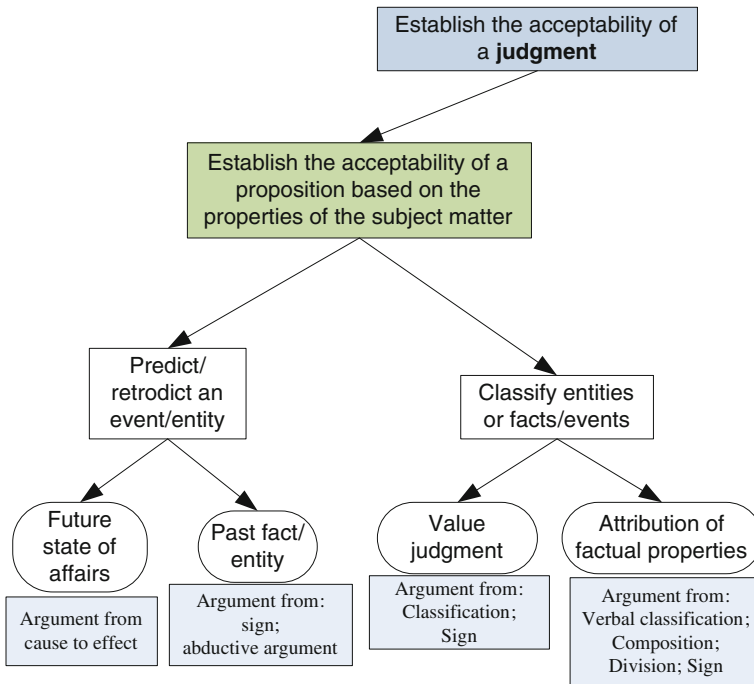 Establish the acceptability of
a judgment
Establish the acceptability of a
proposition based on the
properties of the subject matter
Predict/
retrodict an
event/entity
Classify entities
or facts/events
Future
state of
affairs
Past fact/
entity
Value
judgment
Attribution of
factual properties
Argument from
cause to effect
Argument from:
sign;
abductive argument
Argument from:
Classification;
Sign
Argument from:
Verbal classification;
Composition;
Division; Sign